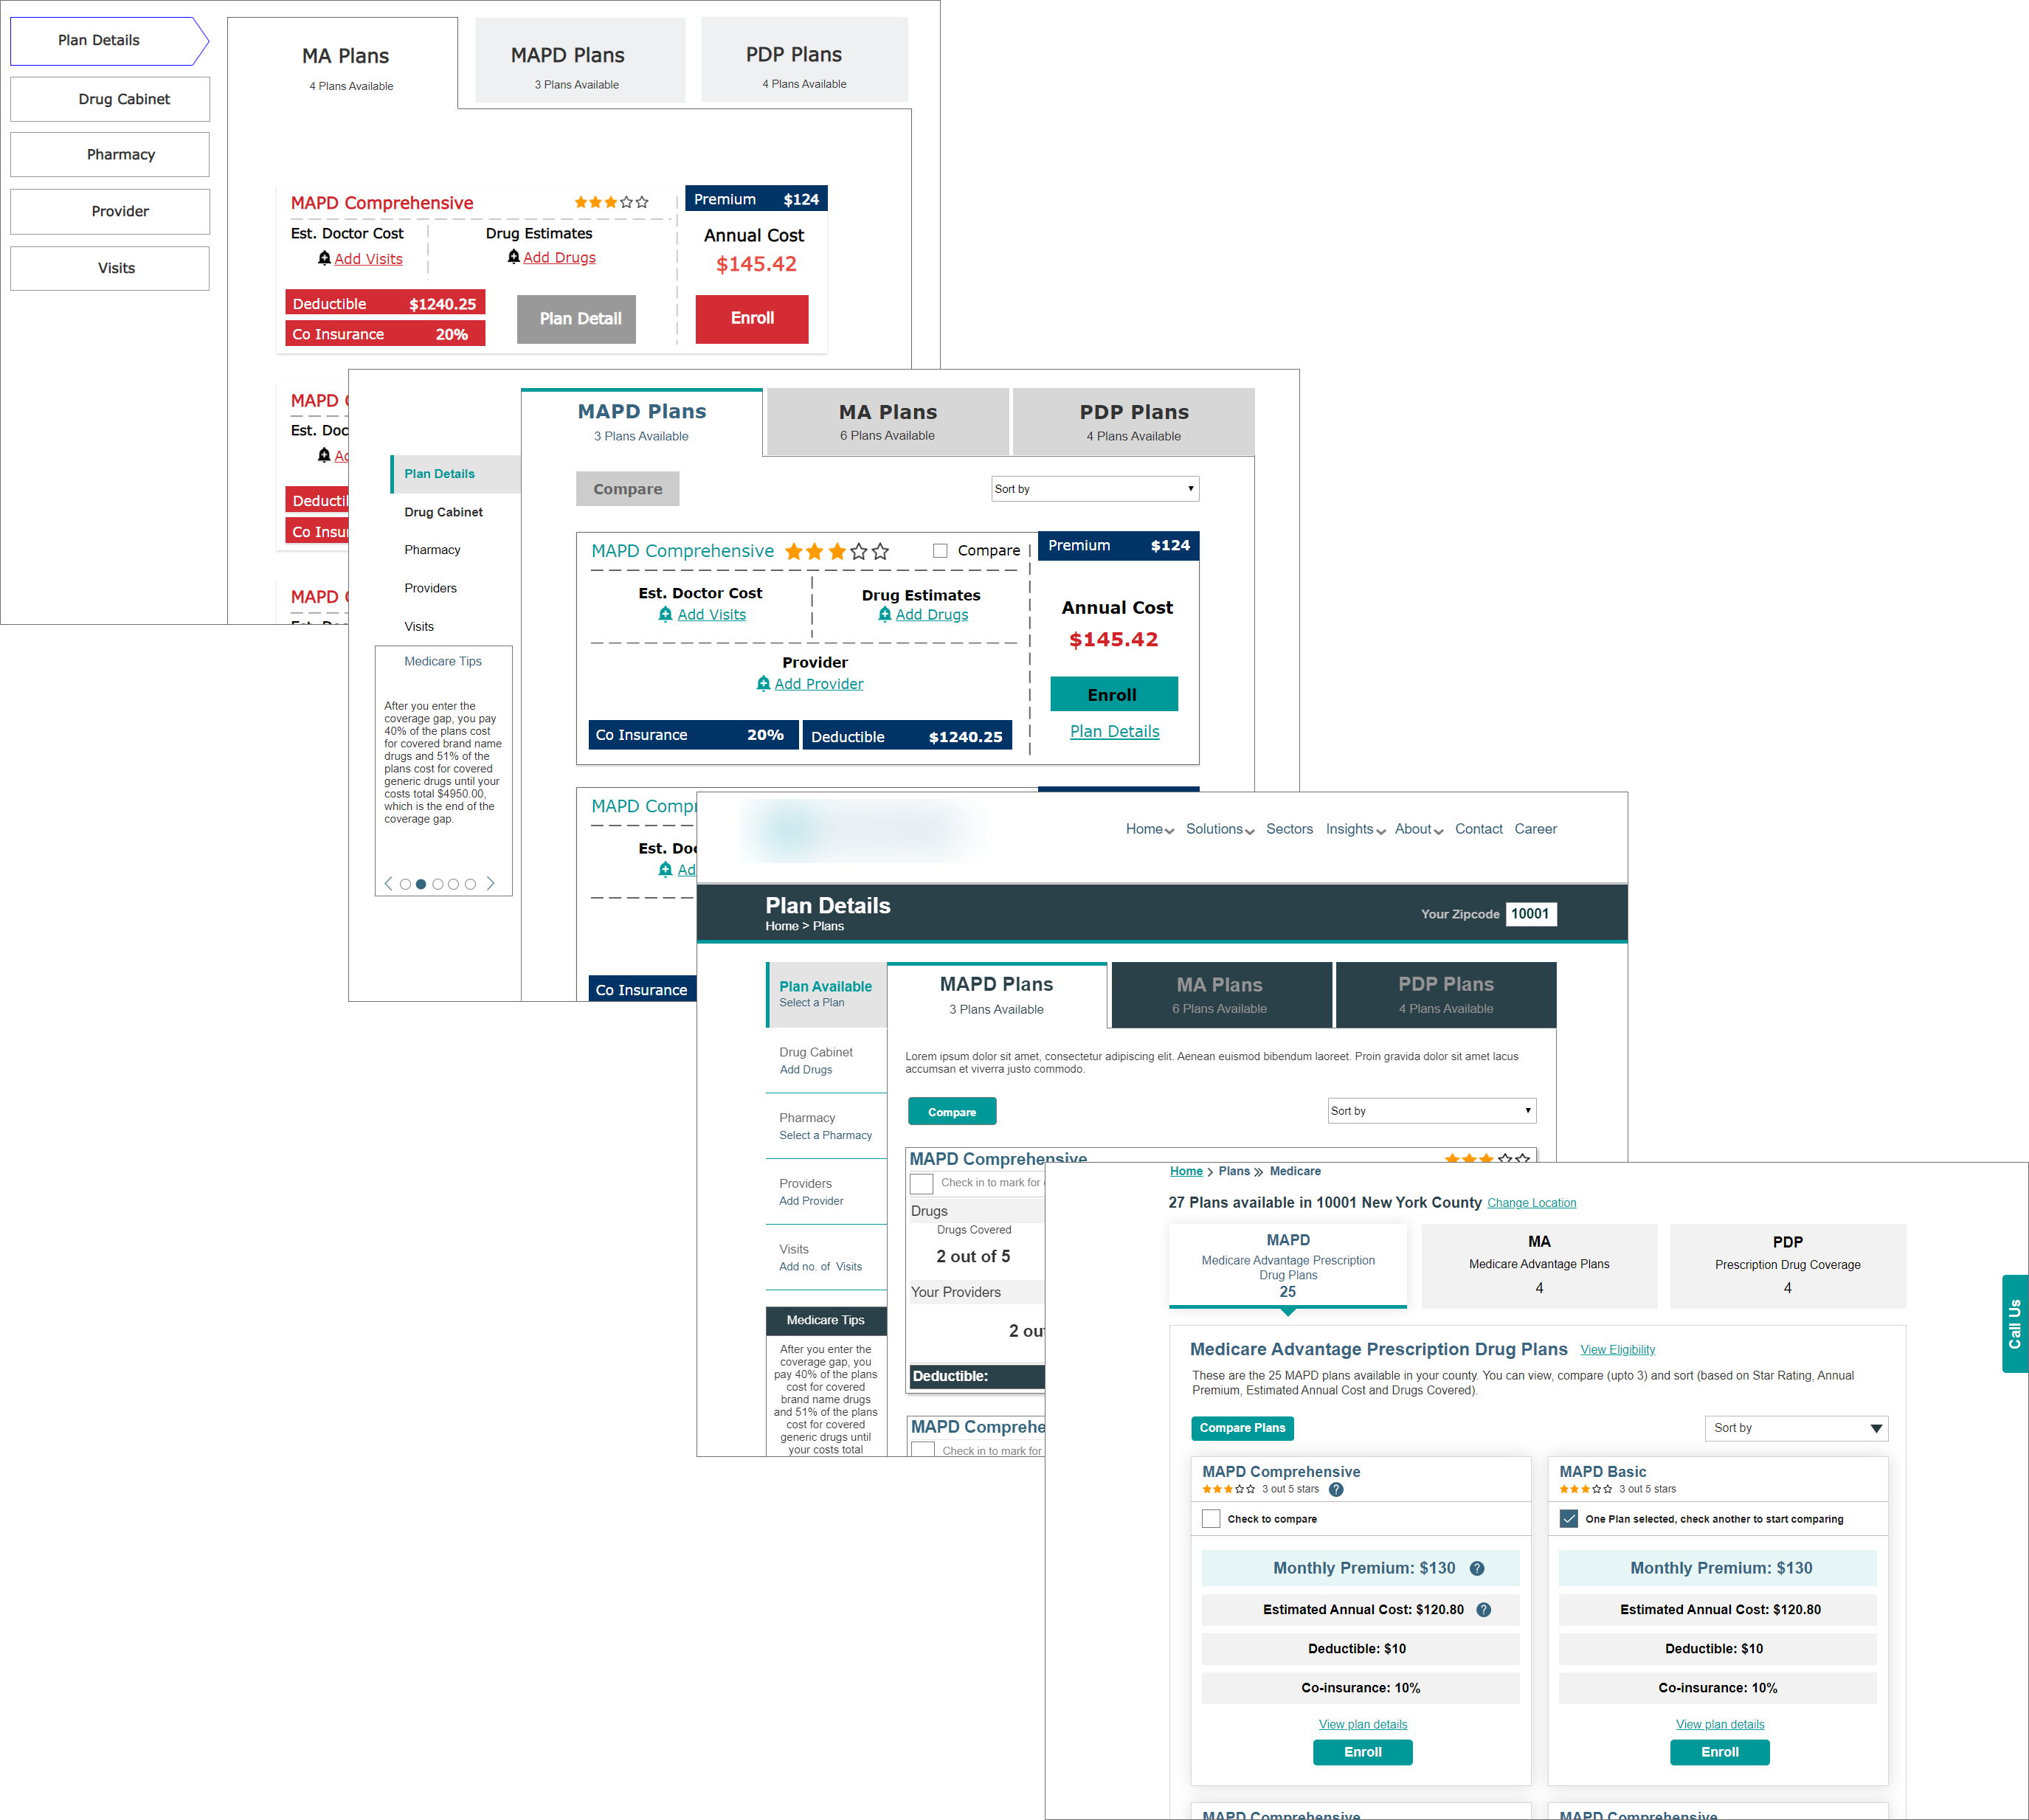 Plan Details
Drug Cabinet
Pharmacy
Provider
Visits
MA Plans
4 Plans Available
MAPD Plans
3 Plans Available
PDP Plans
4 Plans Available
MAPD Comprehensive
Premium $124
Est. Doctor Cost
Add Visits
Drug Estimates
Add Drugs
Annual Cost
$145.42
Deductible $1240.25
Co Insurance 20%
Plan Detail
Enroll
MAPD
Est. Doc
Deducti
Co Insu
MAPD
MAPD Plans
3 Plans Available
MA Plans
6 Plans Available
PDP Plans
4 Plans Available
Plan Details
Drug Cabinet
Pharmacy
Providers
Visits
Medicare Tips
After you enter the
coverage gap, you pay
40% of the plans cost
for covered brand name
drugs and 51% of the
plans cost for covered
generic drugs until your
costs total $4950.00,
which is the end of the
coverage gap.
Compare
Sort by
MAPD Comprehensive
Compare
Premium $124
Est. Doctor Cost
Add Visits
Drug Estimates
Add Drugs
Provider
Add Provider
Annual Cost
$145.42
Enroll
Plan Details
Co Insurance 20%
Deductible $1240.25
MAPD Comp
Est. Do
Ad
Co Insurance
Home Solutions Sectors Insights About Contact Career
Plan Details
Home > Plans
Your Zipcode 10001
Plan Available
Select a Plan
Drug Cabinet
Add Drugs
Pharmacy
Select a Pharmacy
Providers
Add Provider
Visits
Add no. of Visits
Medicare Tips
After you enter the
coverage gap, you
pay 40% of the plans
cost for covered
brand name drugs
and 51% of the plans
cost for covered
generic drugs until
your costs total
MAPD Plans
3 Plans Available
MA Plans
6 Plans Available
PDP Plans
4 Plans Available
Lorem ipsum dolor sit amet, consectetur adipiscing elit. Aenean euismod bibendum laoreet. Proin gravida dolor sit amet lacus
accumsan et viverra justo commodo.
Compare
Sort by
MAPD Comprehensive
Check in to mark for
Drugs
Drugs Covered
2 out of 5
Your Providers
2 ou
Deductible:
MAPD Comprehe
Check in to mark for
Home > Plans >> Medicare
27 Plans available in 10001 New York County Change Location
MAPD
Medicare Advantage Prescription
Drug Plans
25
MA
Medicare Advantage Plans
4
PDP
Prescription Drug Coverage
4
Call Us
Medicare Advantage Prescription Drug Plans View Eligibility
These are the 25 MAPD plans available in your county. You can view, compare (upto 3) and sort (based on Star Rating, Annual
Premium, Estimated Annual Cost and Drugs Covered).
Compare Plans
Sort by
MAPD Comprehensive
3 out 5 stars ?
Check to compare
Monthly Premium: $130 ?
Estimated Annual Cost: $120.80 ?
Deductible: $10
Co-insurance: 10%
View plan details
Enroll
MAPD Basic
3 out 5 stars
One Plan selected, check another to start comparing
Monthly Premium: $130
Estimated Annual Cost: $120.80
Deductible: $10
Co-insurance: 10%
View plan details
Enroll
MAPD Comprehensive
MAPD Comprehensive